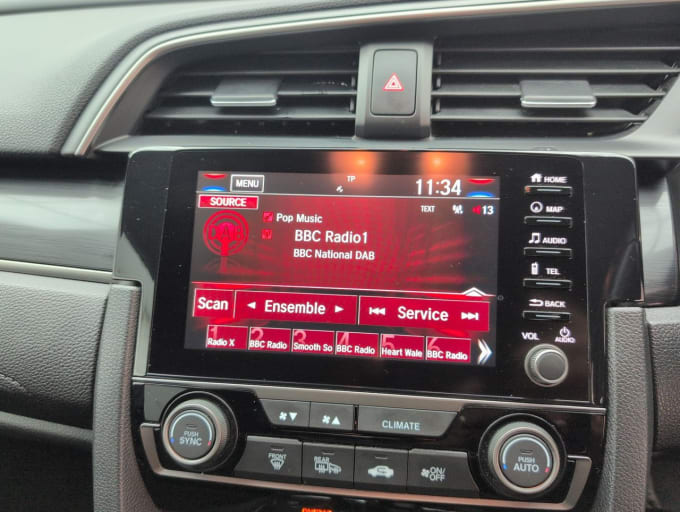 TP
MENU
11:34
SOURCE
TEXT
13
Pop Music
DAB
BBC Radio1
BBC National DAB
Scan
Ensemble
Service
1 Radio X
2 BBC Radio
3 Smooth So
4 BBC Radio
5 Heart Wale
6 BBC Radio
HOME
MAP
AUDIO
TEL
BACK
VOL
AUDIO
CLIMATE
PUSH
SYNC
FRONT
REAR
ON/
OFF
PUSH
AUTO